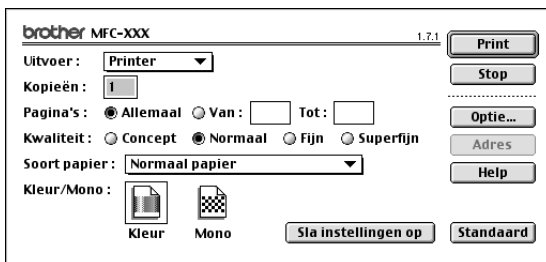 brother MFC-XXX 1.7.1
Print
Uitvoer : Printer
Stop
Kopieën : 1
Pagina's : Allemaal Van : Tot :
Optie...
Kwaliteit : Concept Normaal Fijn Superfijn
Adres
Soort papier : Normaal papier
Help
Kleur/Mono :
Kleur Mono
Sla instellingen op Standaard